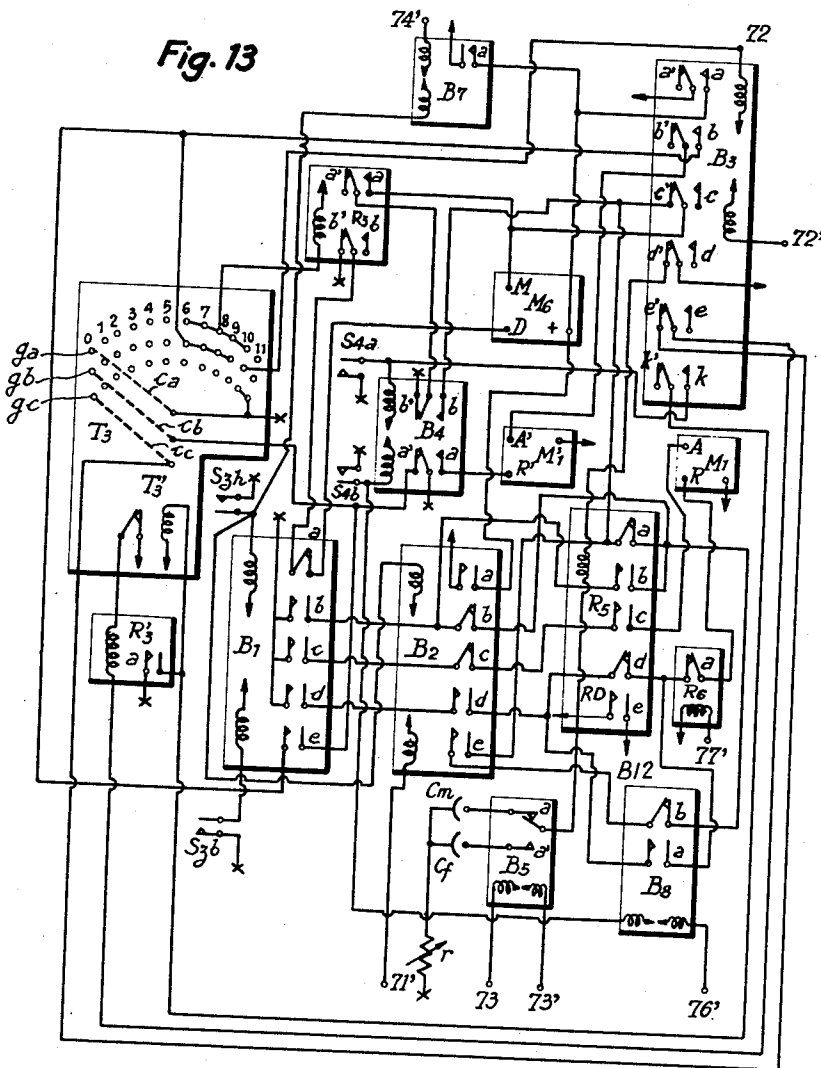 Fig. 13
74'
72
a
B7
a' a
b' b
B3
c' c
d' d
e' e
k' k
72'
a' a
b' R3 b
M M6
D +
0 1 2 3 4 5 6 7 8 9 10 11
ga
gb
gc
ca
cb
cc
T3
T3'
S4a
b' b
B4
a' a
S4b
A' M'1
R'
A M1
R
S3h
R'3
a
B1
a
b
c
d
e
B2
a
b
c
d
e
R5
a
b
c
d
RD e
R6
a
77'
B12
S3b
Cm
Cf
a
a'
B5
b
a
B8
r
71'
73
73'
76'